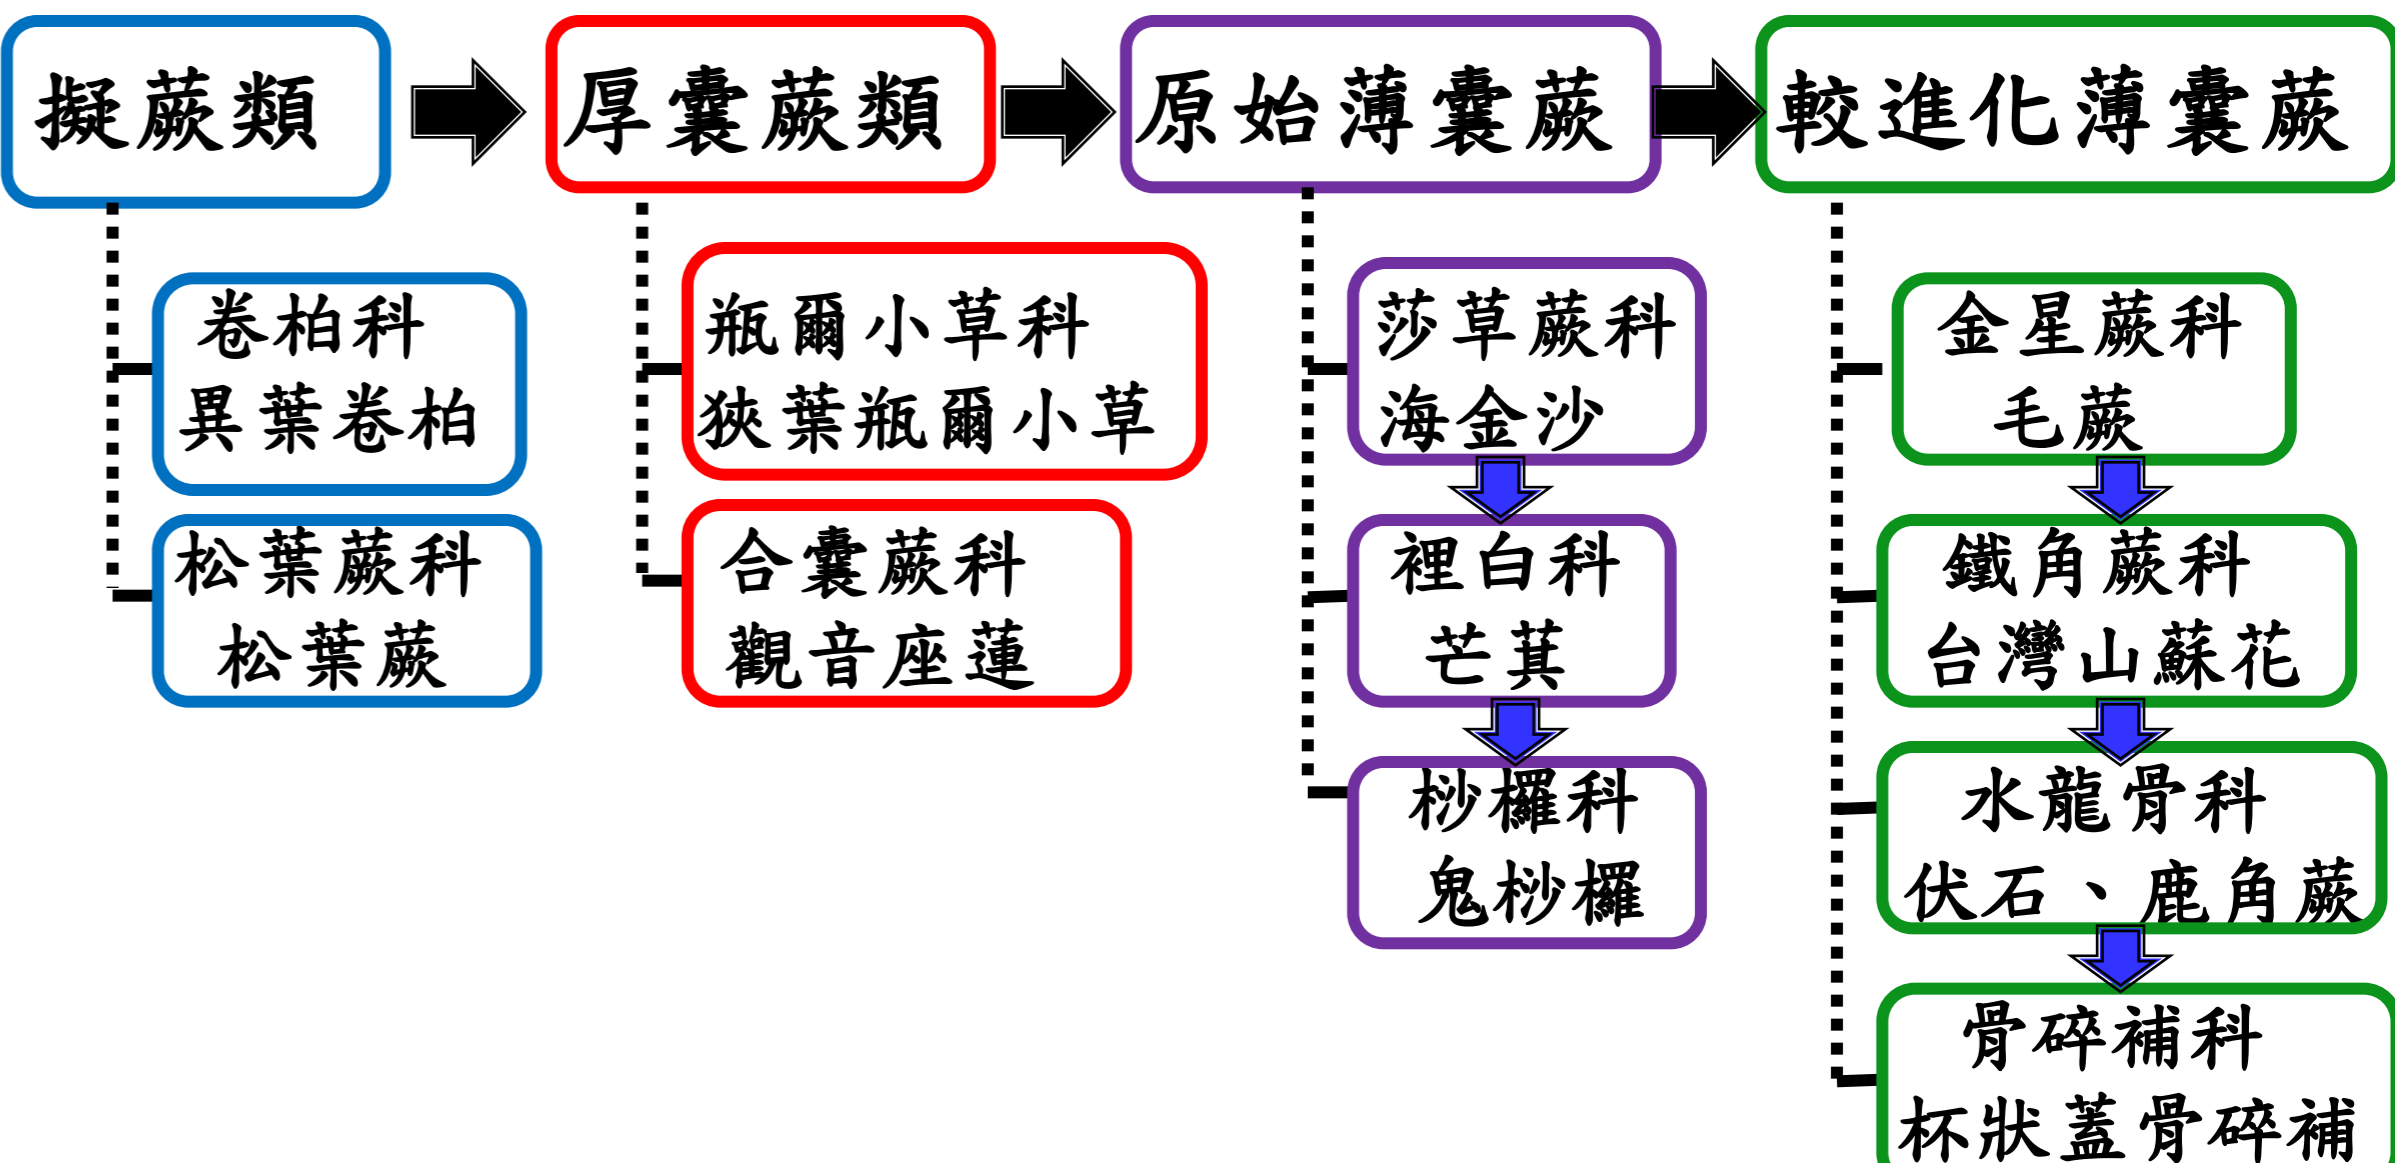 擬蕨類
厚囊蕨類
原始薄囊蕨
較進化薄囊蕨
卷柏科
異葉卷柏
松葉蕨科
松葉蕨
瓶爾小草科
狹葉瓶爾小草
合囊蕨科
觀音座蓮
莎草蕨科
海金沙
裡白科
芒萁
桫欏科
鬼桫欏
金星蕨科
毛蕨
鐵角蕨科
台灣山蘇花
水龍骨科
伏石、鹿角蕨
骨碎補科
杯狀蓋骨碎補